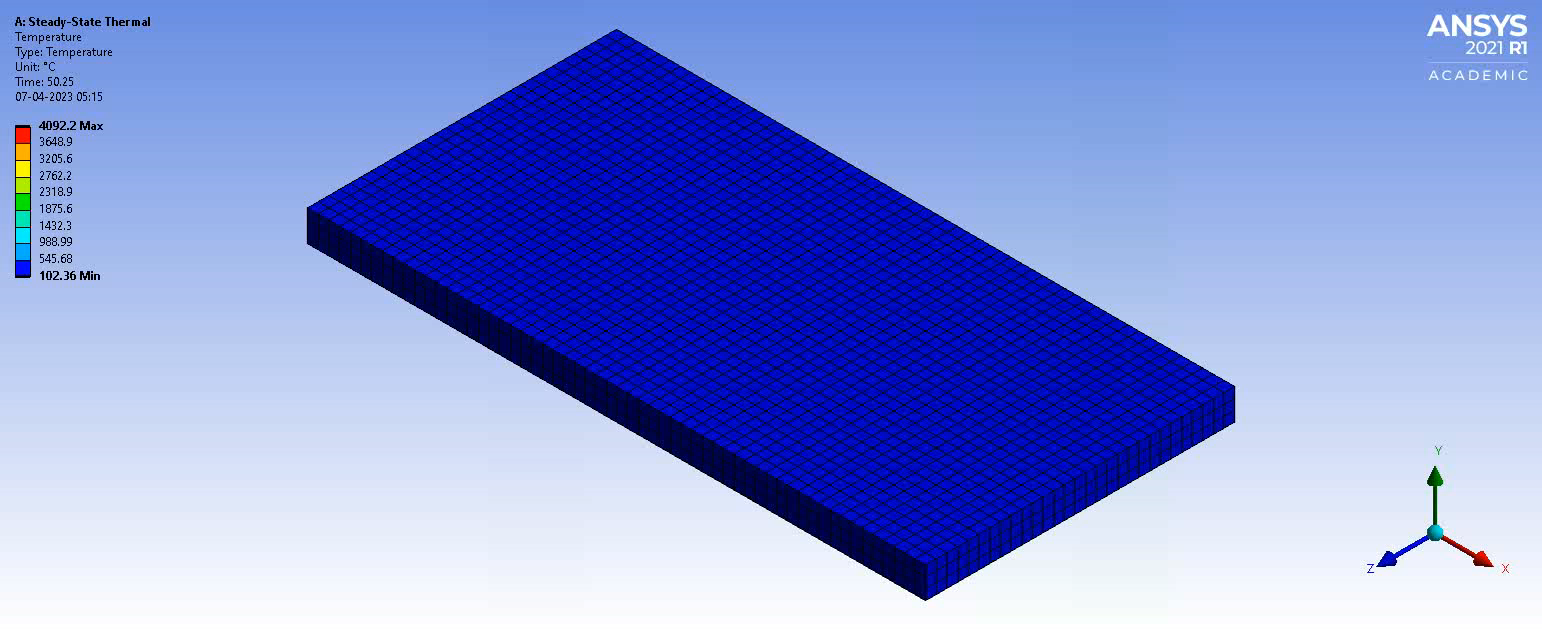 A: Steady-State Thermal
Temperature
Type: Temperature
Unit: °C
Time: 50.25
07-04-2023 05:15
4092.2 Max
3648.9
3205.6
2762.2
2318.9
1875.6
1432.3
988.99
545.68
102.36 Min
ANSYS
2021 R1
ACADEMIC
Y
Z
X